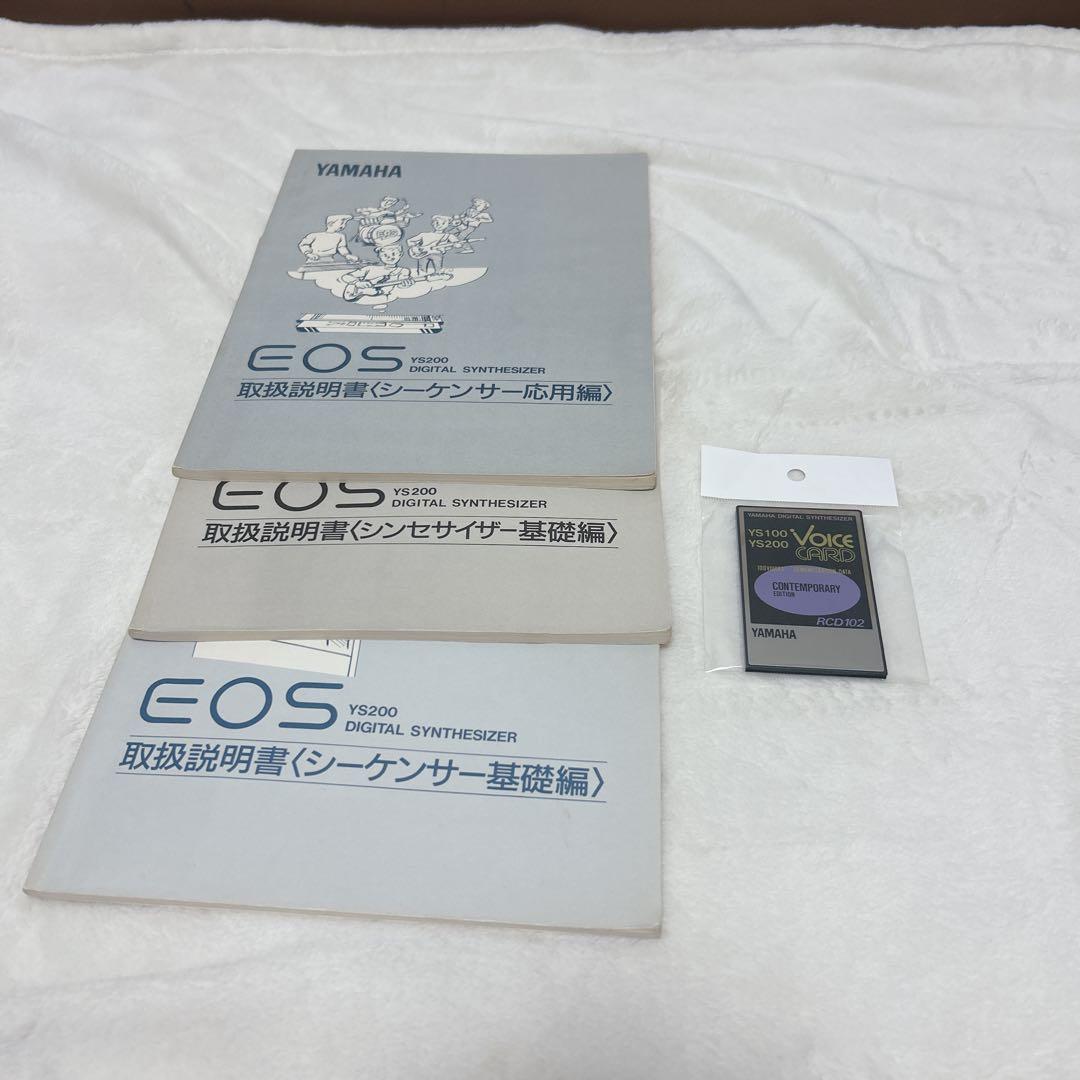 YAMAHA
EOS YS200
DIGITAL SYNTHESIZER
取扱説明書〈シーケンサー応用編〉
EOS YS200
DIGITAL SYNTHESIZER
取扱説明書〈シンセサイザー基礎編〉
EOS YS200
DIGITAL SYNTHESIZER
取扱説明書〈シーケンサー基礎編〉
YAMAHA DIGITAL SYNTHESIZER
YS100
YS200
VOICE
CARD
DATA
CONTEMPORARY
EDITION
RCD102
YAMAHA